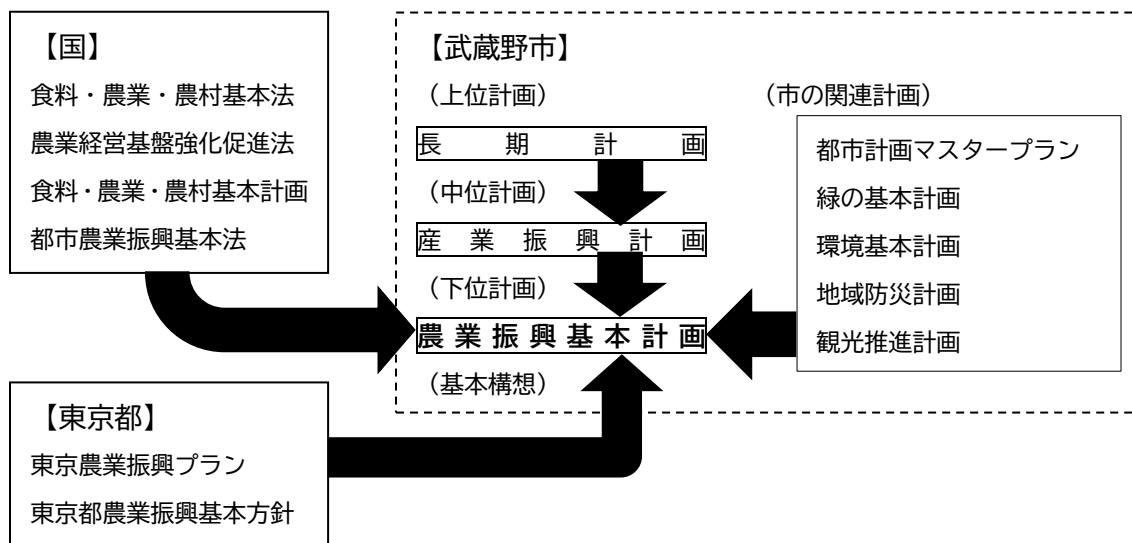 【国】
食料・農業・農村基本法
農業経営基盤強化促進法
食料・農業・農村基本計画
都市農業振興基本法
【東京都】
東京農業振興プラン
東京都農業振興基本方針
【武蔵野市】
（上位計画）
長期計画
（中位計画）
産業振興計画
（下位計画）
農業振興基本計画
（基本構想）
（市の関連計画）
都市計画マスタープラン
緑の基本計画
環境基本計画
地域防災計画
観光推進計画